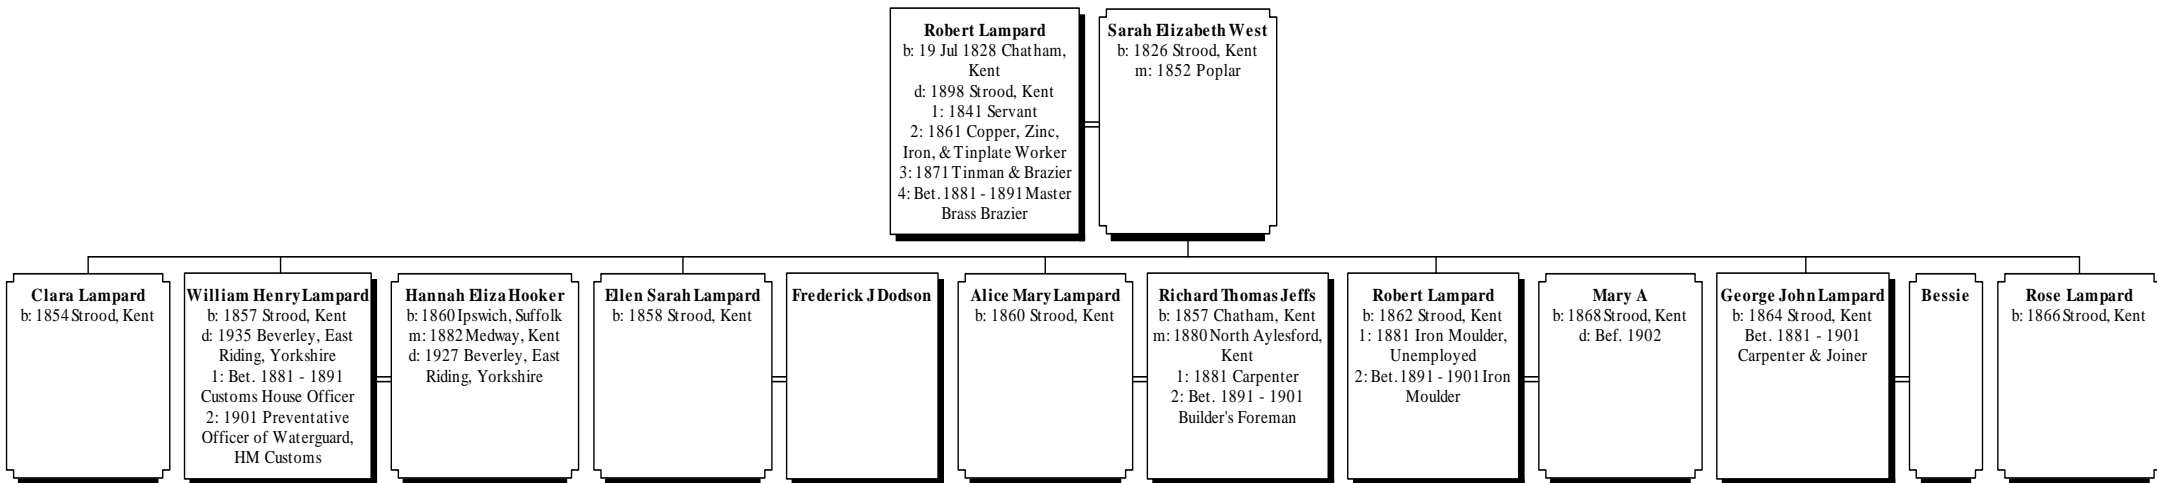 Robert Lampard
b: 19 Jul 1828 Chatham,
Kent
d: 1898 Strood, Kent
1: 1841 Servant
2: 1861 Copper, Zinc,
Iron, & Tinplate Worker
3: 1871 Tinman & Brazier
4: Bet. 1881 - 1891 Master
Brass Brazier
Sarah Elizabeth West
b: 1826 Strood, Kent
m: 1852 Poplar
Clara Lampard
b: 1854 Strood, Kent
William Henry Lampard
b: 1857 Strood, Kent
d: 1935 Beverley, East
Riding, Yorkshire
1: Bet. 1881 - 1891
Customs House Officer
2: 1901 Preventative
Officer of Waterguard,
HM Customs
Hannah Eliza Hooker
b: 1860 Ipswich, Suffolk
m: 1882 Medway, Kent
d: 1927 Beverley, East
Riding, Yorkshire
Ellen Sarah Lampard
b: 1858 Strood, Kent
Frederick J Dodson
Alice Mary Lampard
b: 1860 Strood, Kent
Richard Thomas Jeffs
b: 1857 Chatham, Kent
m: 1880 North Aylesford,
Kent
1: 1881 Carpenter
2: Bet. 1891 - 1901
Builder's Foreman
Robert Lampard
b: 1862 Strood, Kent
1: 1881 Iron Moulder,
Unemployed
2: Bet. 1891 - 1901 Iron
Moulder
Mary A
b: 1868 Strood, Kent
d: Bef. 1902
George John Lampard
b: 1864 Strood, Kent
Bet. 1881 - 1901
Carpenter & Joiner
Bessie
Rose Lampard
b: 1866 Strood, Kent